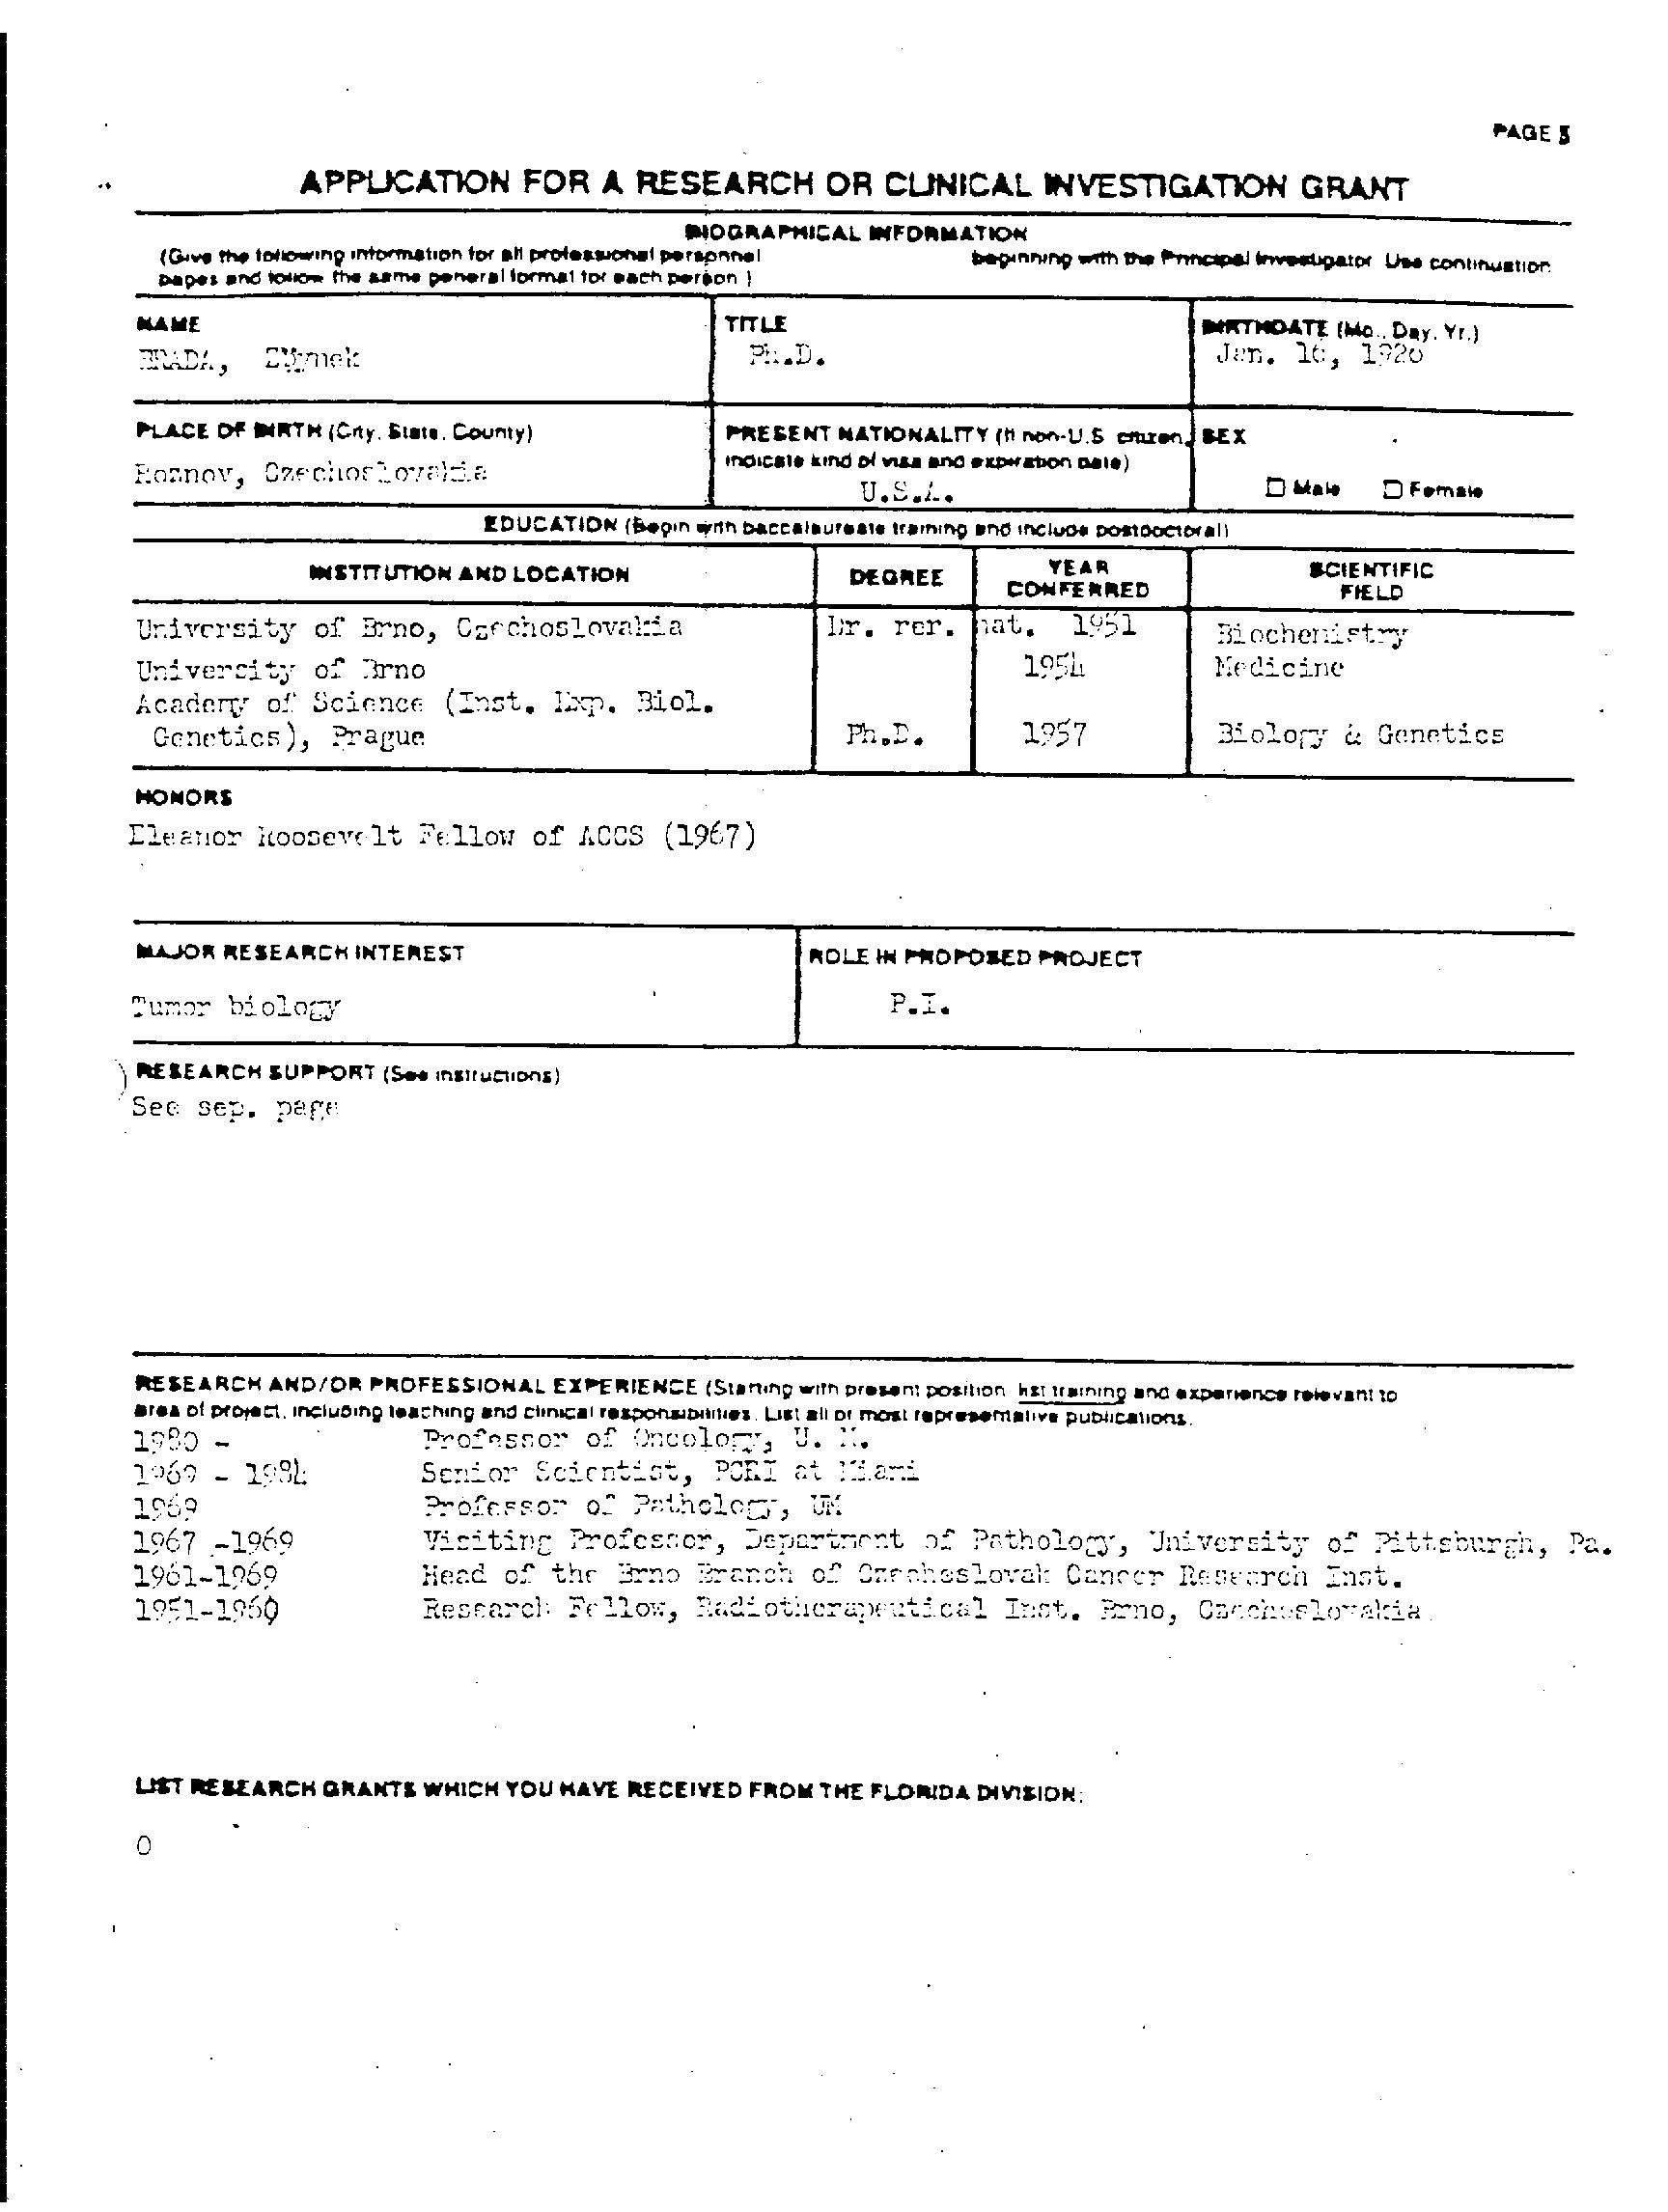 PAGE 5
APPLICATION FOR A RESEARCH OR CLINICAL INVESTIGATION GRANT
BIOGRAPHICAL INFORMATION
(Give the following information for all professional personnel beginning with the Principal Investigator Use continuation
pages and follow the same general format for each person )
NAME TITLE BIRTHDATE (Mo., Day, Yr.)
BRADA, Ph.D. Jan. 16, 1926
PLACE OF BIRTH (City, State, County) PRESENT NATIONALITY (If non-U.S. citizen, SEX
indicate kind of visa and expiration date)
Roznov, Czechoslovakia U.S.A. Male Female
EDUCATION (Begin with baccalaureate training and include postdoctoral)
INSTITUTION AND LOCATION DEGREE YEAR CONFERRED SCIENTIFIC FIELD
University of Brno, Czechoslovakia Dr. rer. nat. 1951 Biochemistry
University of Brno 1954 Medicine
Academy of Science (Inst. Exp. Biol.
Genetics), Prague Ph.D. 1957 Biology & Genetics
HONORS
Eleanor Roosevelt Fellow of ACCS (1967)
MAJOR RESEARCH INTEREST ROLE IN PROPOSED PROJECT
Tumor biology P.I.
RESEARCH SUPPORT (See instructions)
See sep. page
RESEARCH AND/OR PROFESSIONAL EXPERIENCE (Starting with present position, list training and experience relevant to
area of project, including teaching and clinical responsibilities. List all or most representative publications.
1980 - Professor of Oncology, U. M.
1969 - 1984 Senior Scientist, PCRI at Miami
1969 Professor of Pathology, UM
1967 -1969 Visiting Professor, Department of Pathology, University of Pittsburgh, Pa.
1961-1969 Head of the Brno Branch of Czechoslovak Cancer Research Inst.
1951-1960 Research Fellow, Radiotherapeutical Inst. Brno, Czechoslovakia.
LIST RESEARCH GRANTS WHICH YOU HAVE RECEIVED FROM THE FLORIDA DIVISION:
0